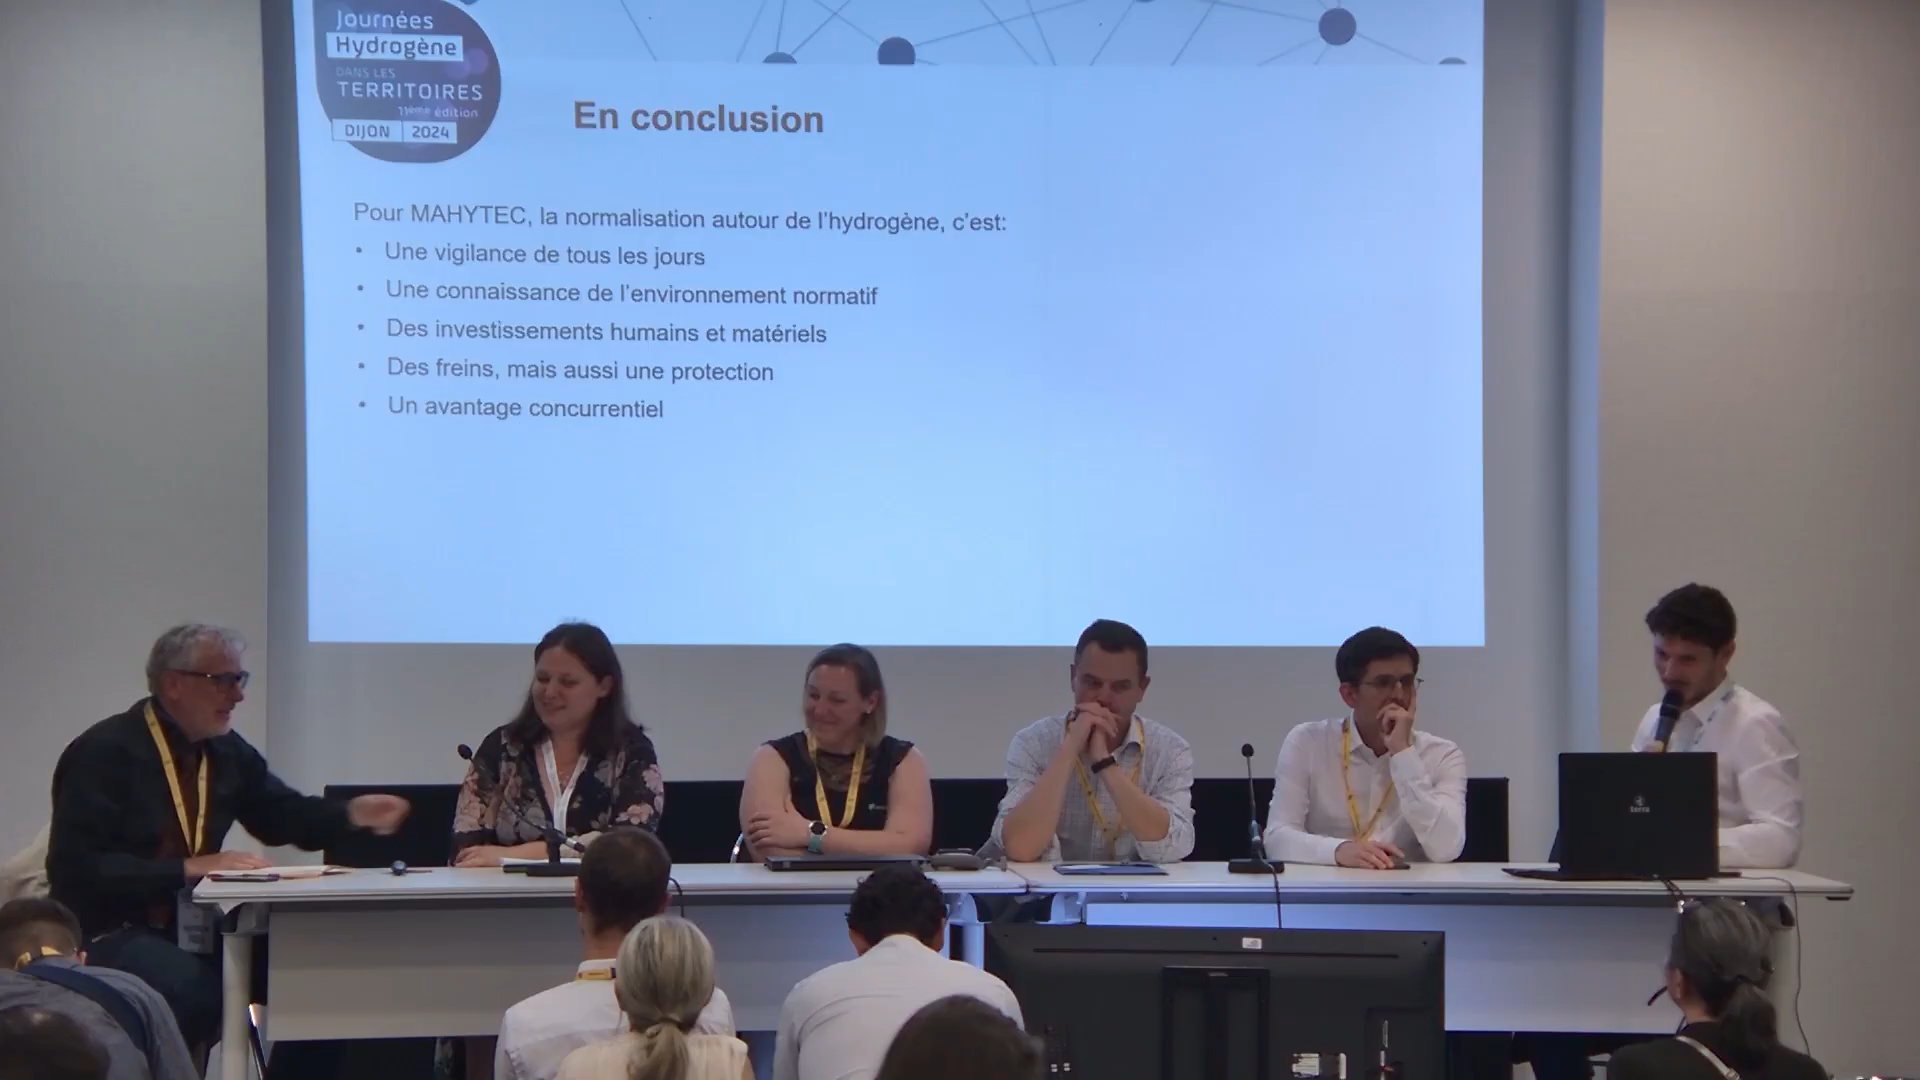 Journées
Hydrogène
DANS LES
TERRITOIRES
11ème édition
DIJON 2024
En conclusion
Pour MAHYTEC, la normalisation autour de l'hydrogène, c'est:
• Une vigilance de tous les jours
• Une connaissance de l'environnement normatif
• Des investissements humains et matériels
• Des freins, mais aussi une protection
• Un avantage concurrentiel
terra